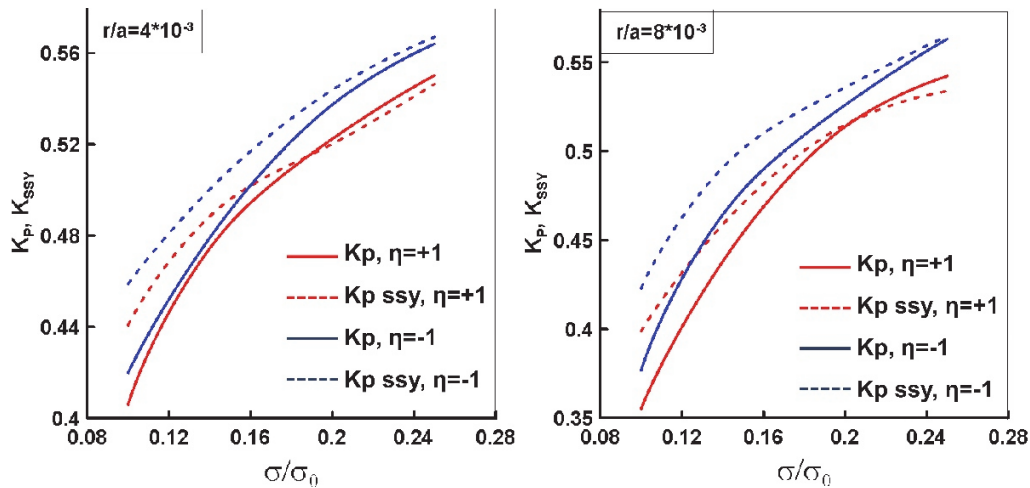 r/a=4*10⁻³
0.56
0.52
0.48
0.44
0.4
Kₚ, K_SSY
Kp, η=+1
Kp ssy, η=+1
Kp, η=-1
Kp ssy, η=-1
0.08 0.12 0.16 0.2 0.24 0.28
σ/σ₀
r/a=8*10⁻³
0.55
0.5
0.45
0.4
0.35
Kₚ, K_SSY
Kp, η=+1
Kp ssy, η=+1
Kp, η=-1
Kp ssy, η=-1
0.08 0.12 0.16 0.2 0.24 0.28
σ/σ₀